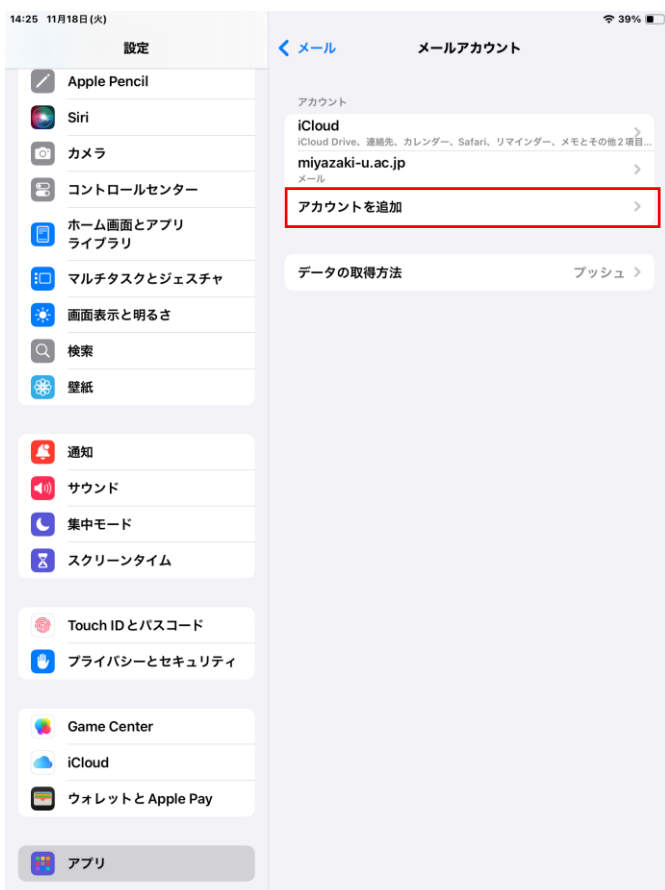 14:25 11月18日(火)
39%
設定
Apple Pencil
Siri
カメラ
コントロールセンター
ホーム画面とアプリ
ライブラリ
マルチタスクとジェスチャ
画面表示と明るさ
検索
壁紙
通知
サウンド
集中モード
スクリーンタイム
Touch IDとパスコード
プライバシーとセキュリティ
Game Center
iCloud
ウォレットとApple Pay
アプリ
メール
メールアカウント
アカウント
iCloud
iCloud Drive、連絡先、カレンダー、Safari、リマインダー、メモとその他2項目...
miyazaki-u.ac.jp
メール
アカウントを追加
データの取得方法
プッシュ